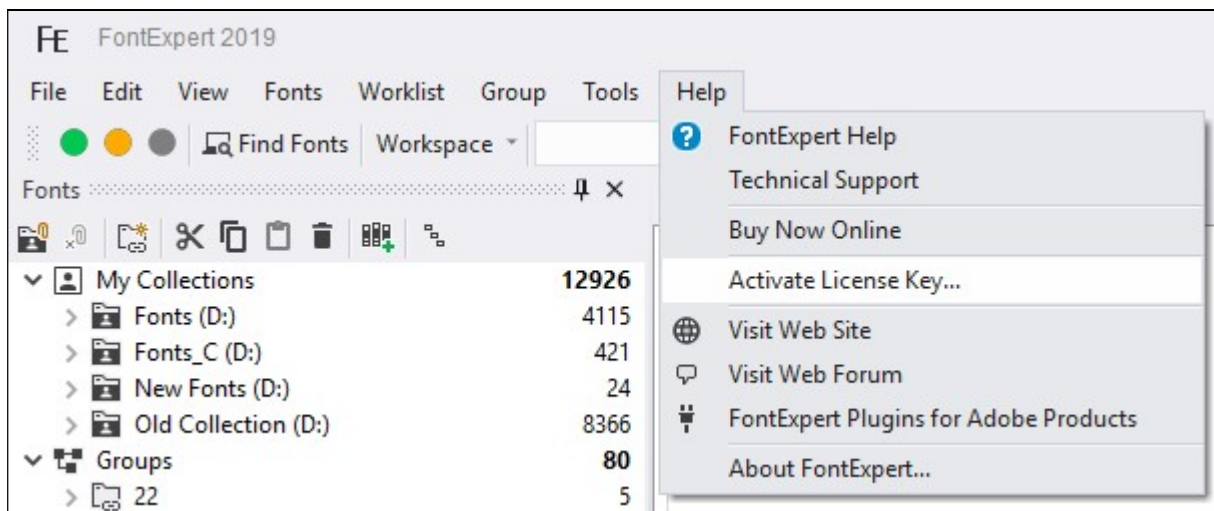 FE FontExpert 2019
File Edit View Fonts Worklist Group Tools Help
Find Fonts Workspace
FontExpert Help
Technical Support
Buy Now Online
Activate License Key...
Visit Web Site
Visit Web Forum
FontExpert Plugins for Adobe Products
About FontExpert...
Fonts
My Collections 12926
Fonts (D:) 4115
Fonts_C (D:) 421
New Fonts (D:) 24
Old Collection (D:) 8366
Groups 80
22 5